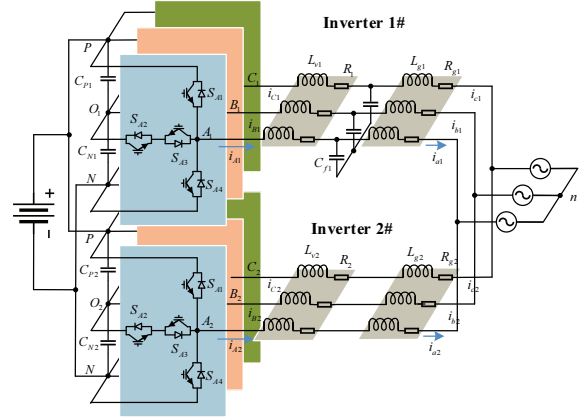 Inverter 1#
P
C_{P1}
O_1
C_{N1}
N
S_{A1}
S_{A2}
S_{A3}
S_{A4}
A_1
B_1
C_1
i_{A1}
i_{B1}
i_{C1}
L_{v1}
R_1
L_{g1}
R_{g1}
C_{f1}
i_{c1}
i_{b1}
i_{a1}
n
+
Inverter 2#
P
C_{P2}
O_2
C_{N2}
N
S_{A1}
S_{A2}
S_{A3}
S_{A4}
A_2
B_2
C_2
i_{A2}
i_{B2}
i_{C2}
L_{v2}
R_2
L_{g2}
R_{g2}
i_{c2}
i_{b2}
i_{a2}